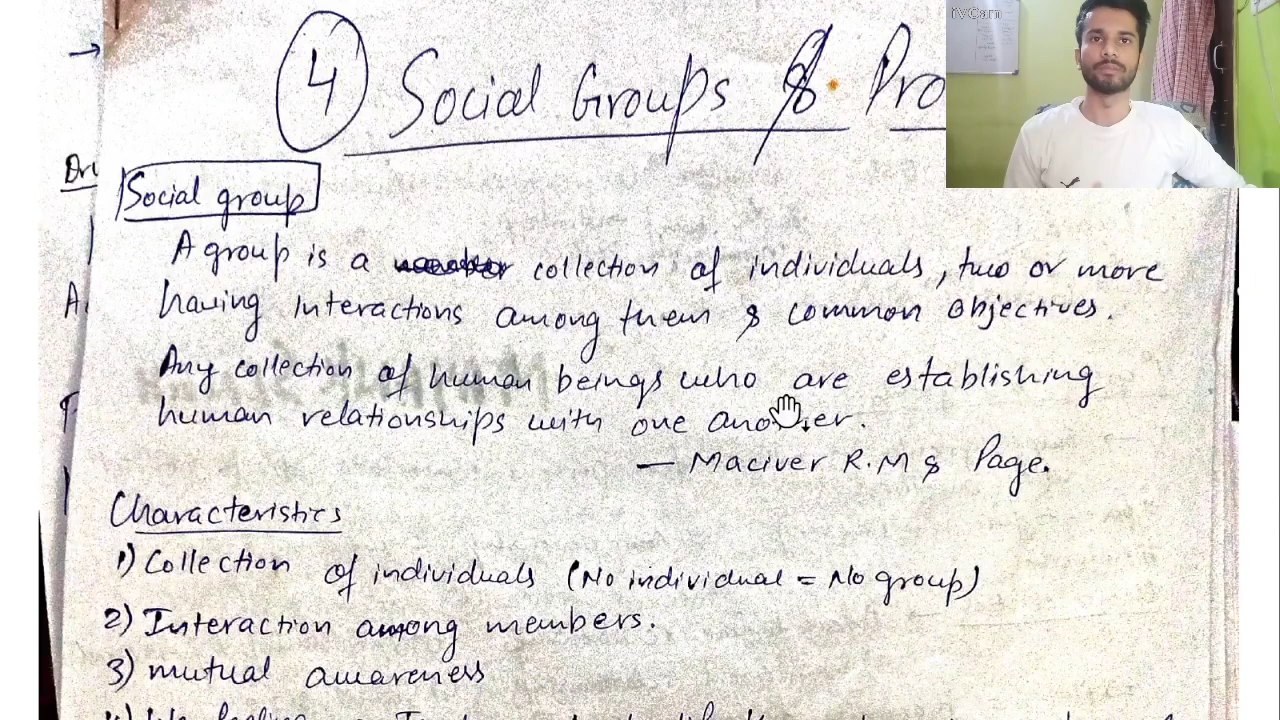 4 Social Groups & Pro
Social group
A group is a collection of individuals, two or more
having interactions among them & common objectives.
Any collection of human beings who are establishing
human relationships with one another.
— Maciver R.M & Page.
Characteristics
1) Collection of individuals (No individual = No group)
2) Interaction among members.
3) mutual awareness